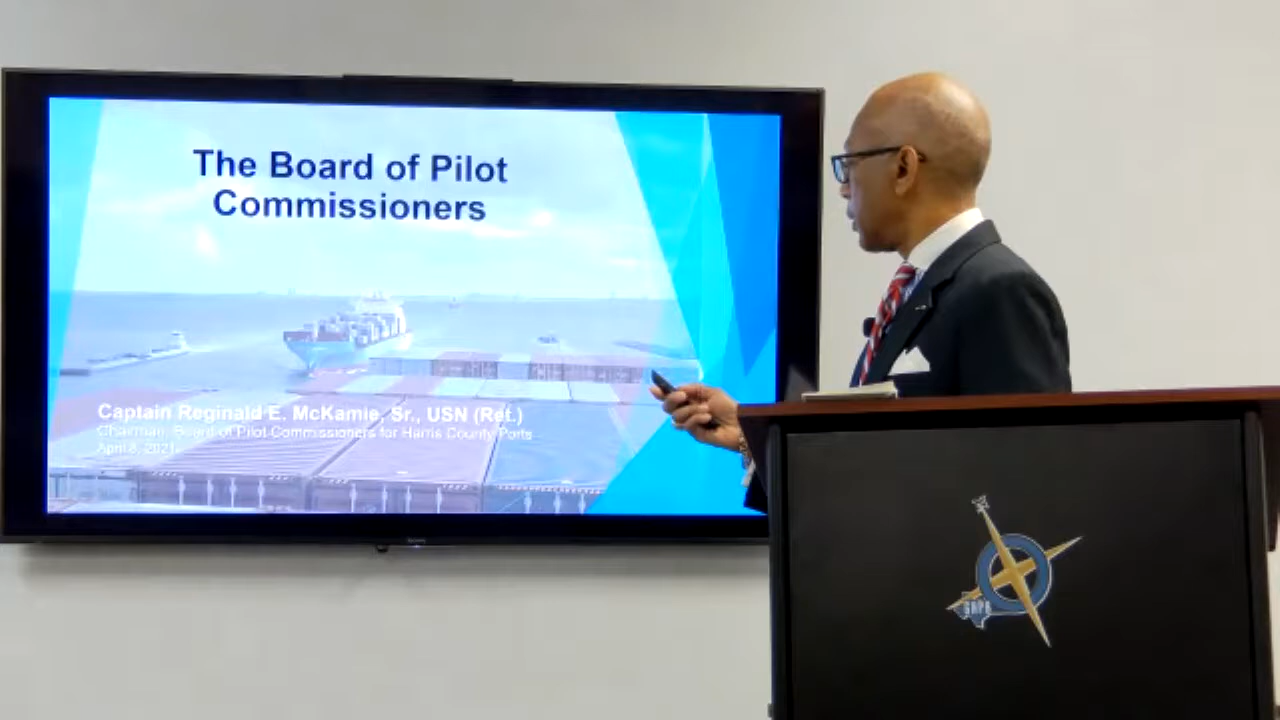 The Board of Pilot
Commissioners
Captain Reginald E. McKamie, Sr., USN (Ret.)
Chairman, Board of Pilot Commissioners for Harris County Ports
April 8, 2021